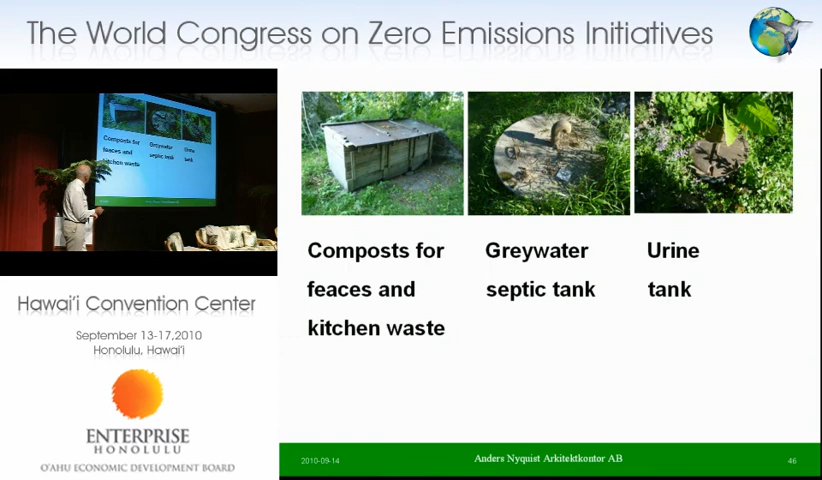 The World Congress on Zero Emissions Initiatives
Composts for
feaces and
kitchen waste
Greywater
septic tank
Urine
tank
Composts for
feaces and
kitchen waste
Greywater
septic tank
Urine
tank
Hawai'i Convention Center
September 13-17,2010
Honolulu, Hawai'i
ENTERPRISE
HONOLULU
O'AHU ECONOMIC DEVELOPMENT BOARD
2010-09-14
Anders Nyquist Arkitektkontor AB
46